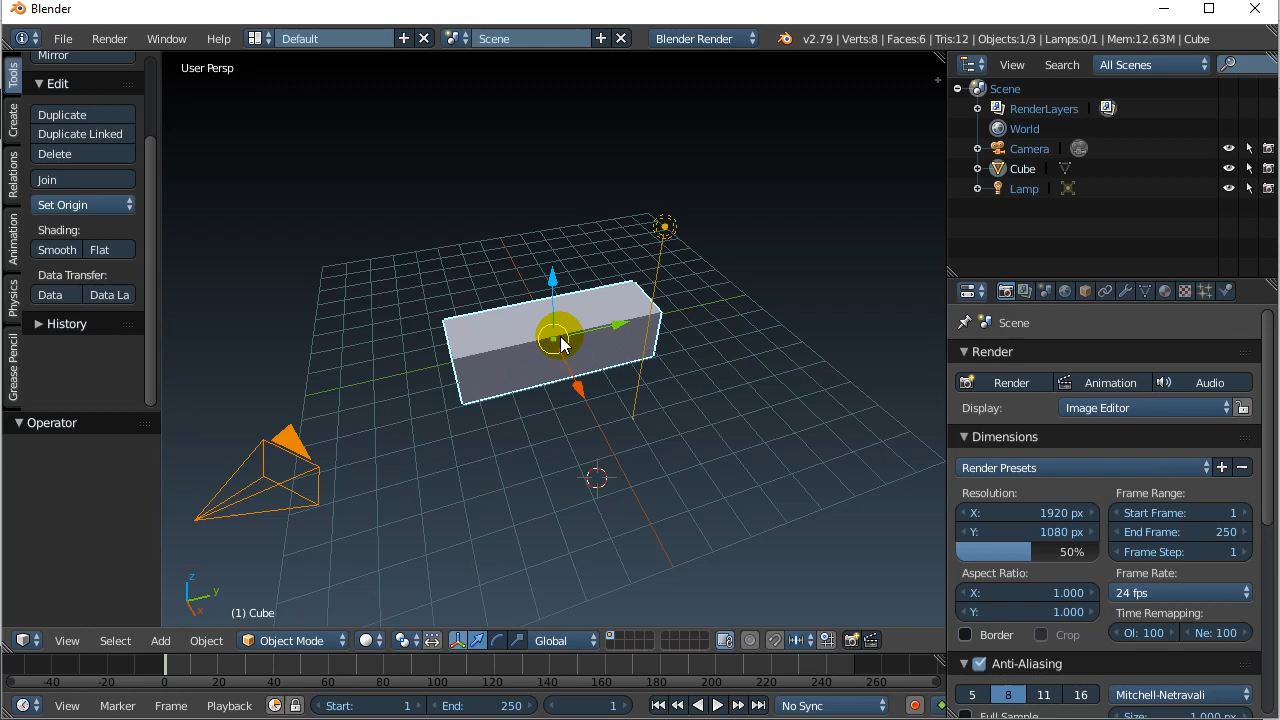 Blender
File Render Window Help Default Scene Blender Render v2.79 | Verts:8 | Faces:6 | Tris:12 | Objects:1/3 | Lamps:0/1 | Mem:12.63M | Cube
Tools
Create
Relations
Animation
Physics
Grease Pencil
Mirror
Edit
Duplicate
Duplicate Linked
Delete
Join
Set Origin
Shading:
Smooth Flat
Data Transfer:
Data Data La
History
Operator
User Persp
z
y
x
(1) Cube
View Select Add Object Object Mode Global
-40 -20 0 20 40 60 80 100 120 140 160 180 200 220 240 260
View Marker Frame Playback Start: 1 End: 250 1 No Sync
View Search All Scenes
Scene
RenderLayers
World
Camera
Cube
Lamp
Scene
Render
Render Animation Audio
Display: Image Editor
Dimensions
Render Presets
Resolution: Frame Range:
X: 1920 px Start Frame: 1
Y: 1080 px End Frame: 250
50% Frame Step: 1
Aspect Ratio: Frame Rate:
X: 1.000 24 fps
Y: 1.000 Time Remapping:
Border Crop Ol: 100 Ne: 100
Anti-Aliasing
5 8 11 16 Mitchell-Netravali
Full Sample Size: 1.000 px